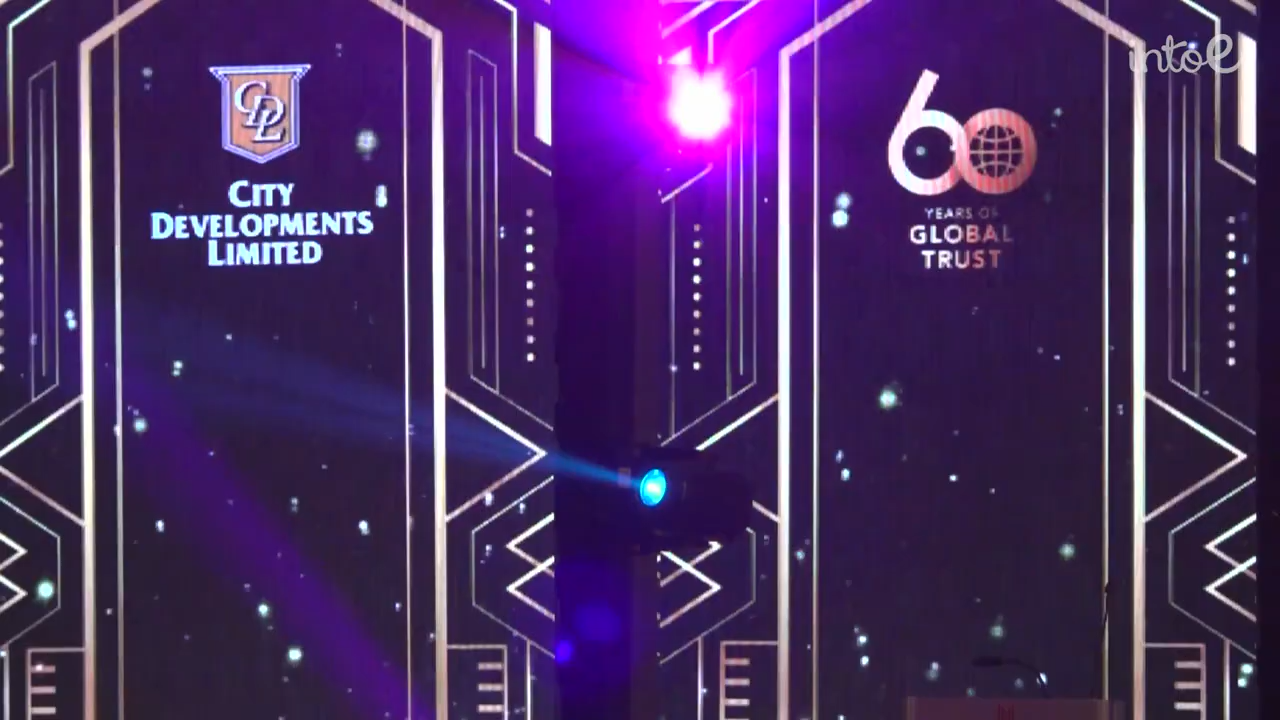 intoe
CDL
CITY
DEVELOPMENTS
LIMITED
60
YEARS OF
GLOBAL
TRUST